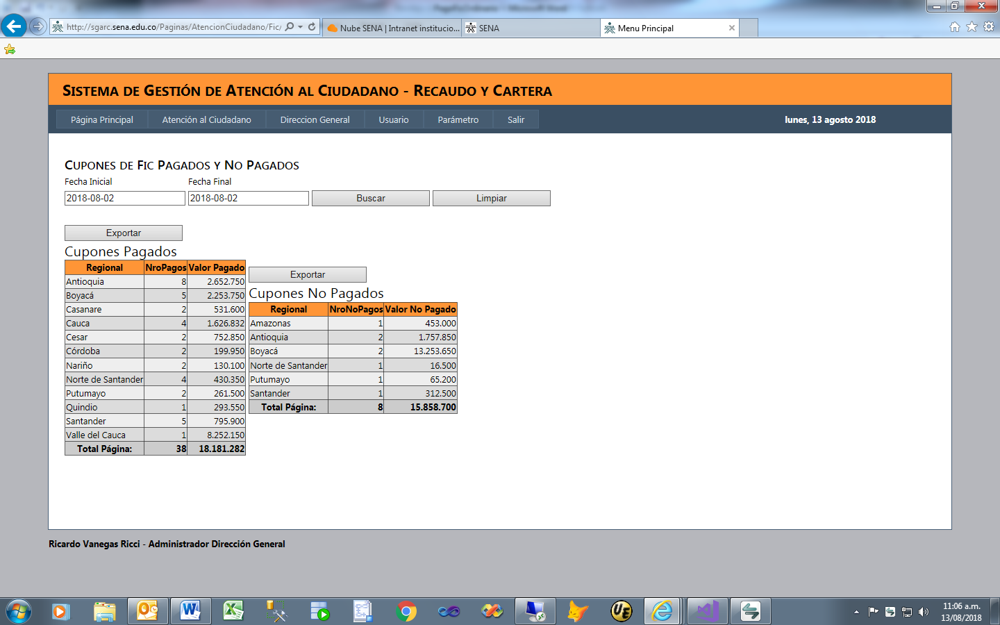 http://sgarc.sena.edu.co/Paginas/AtencionCiudadano/Fic/
Nube SENA | Intranet institucio...
SENA
Menu Principal
SISTEMA DE GESTIÓN DE ATENCIÓN AL CIUDADANO - RECAUDO Y CARTERA
Página Principal Atención al Ciudadano Direccion General Usuario Parámetro Salir lunes, 13 agosto 2018
CUPONES DE FIC PAGADOS Y NO PAGADOS
Fecha Inicial Fecha Final
2018-08-02 2018-08-02 Buscar Limpiar
Exportar
Cupones Pagados
Regional NroPagos Valor Pagado
Antioquia 8 2.652.750
Boyacá 5 2.253.750
Casanare 2 531.600
Cauca 4 1.626.832
Cesar 2 752.850
Córdoba 2 199.950
Nariño 2 130.100
Norte de Santander 4 430.350
Putumayo 2 261.500
Quindio 1 293.550
Santander 5 795.900
Valle del Cauca 1 8.252.150
Total Página: 38 18.181.282
Exportar
Cupones No Pagados
Regional NroNoPagos Valor No Pagado
Amazonas 1 453.000
Antioquia 2 1.757.850
Boyacá 2 13.253.650
Norte de Santander 1 16.500
Putumayo 1 65.200
Santander 1 312.500
Total Página: 8 15.858.700
Ricardo Vanegas Ricci - Administrador Dirección General
11:06 a.m.
13/08/2018